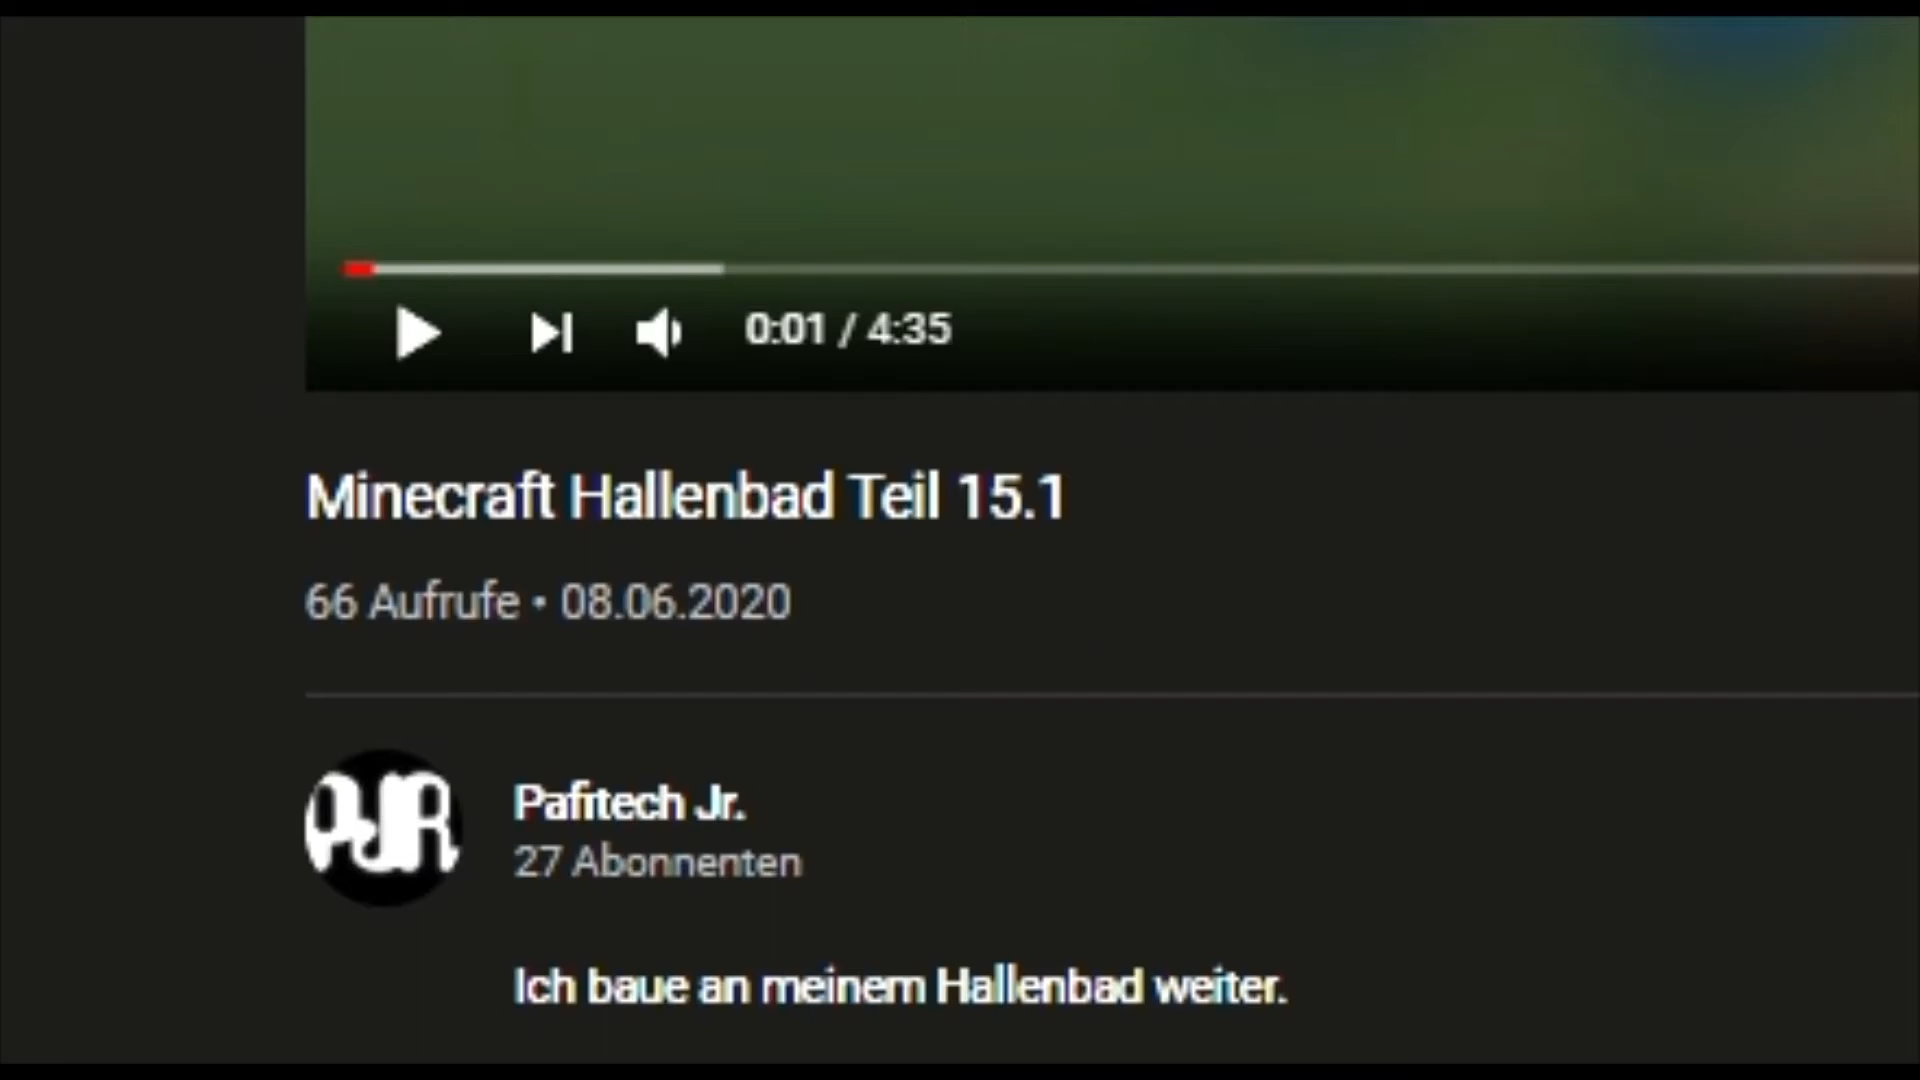 0:01 / 4:35
Minecraft Hallenbad Teil 15.1
66 Aufrufe • 08.06.2020
PJR
Pafitech Jr.
27 Abonnenten
Ich baue an meinem Hallenbad weiter.